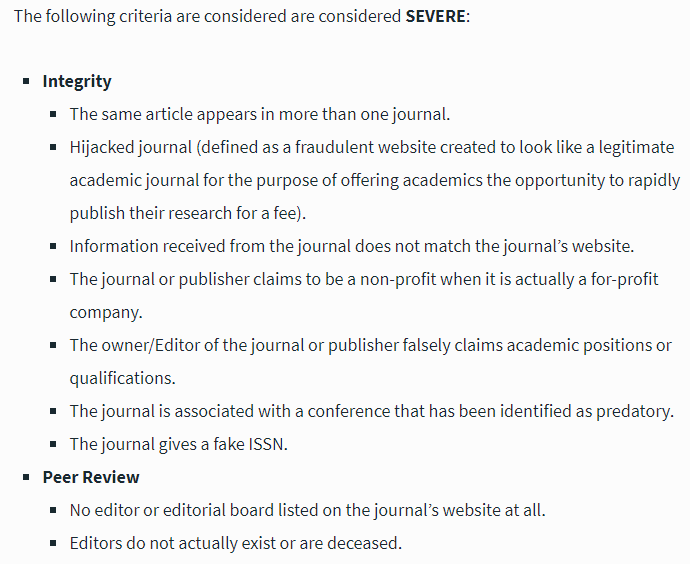 The following criteria are considered are considered SEVERE:
▪ Integrity
▪ The same article appears in more than one journal.
▪ Hijacked journal (defined as a fraudulent website created to look like a legitimate
academic journal for the purpose of offering academics the opportunity to rapidly
publish their research for a fee).
▪ Information received from the journal does not match the journal’s website.
▪ The journal or publisher claims to be a non-profit when it is actually a for-profit
company.
▪ The owner/Editor of the journal or publisher falsely claims academic positions or
qualifications.
▪ The journal is associated with a conference that has been identified as predatory.
▪ The journal gives a fake ISSN.
▪ Peer Review
▪ No editor or editorial board listed on the journal’s website at all.
▪ Editors do not actually exist or are deceased.